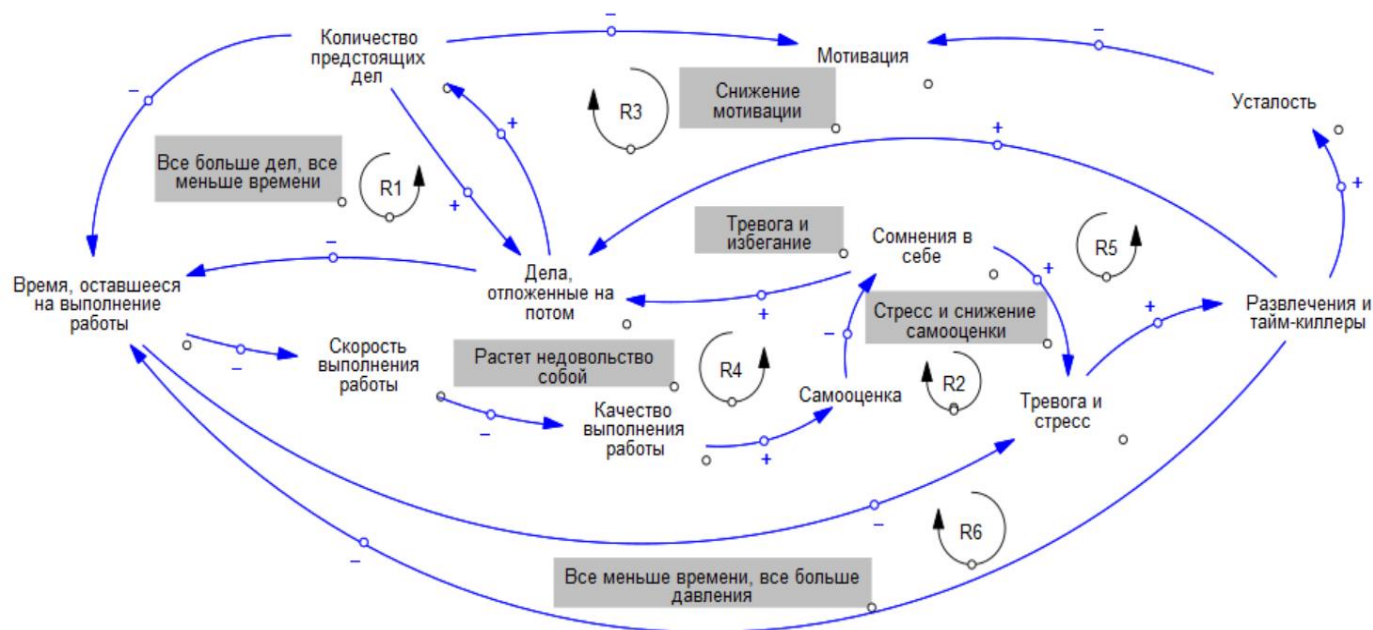 Количество
предстоящих
дел
Мотивация
Усталость
Снижение
мотивации
R3
Все больше дел, все
меньше времени
R1
Тревога и
избегание
Сомнения в
себе
R5
Время, оставшееся
на выполнение
работы
Дела,
отложенные на
потом
Развлечения и
тайм-киллеры
Стресс и снижение
самооценки
Скорость
выполнения
работы
Растет недовольство
собой
R4
R2
Самооценка
Качество
выполнения
работы
Тревога и
стресс
R6
Все меньше времени, все больше
давления